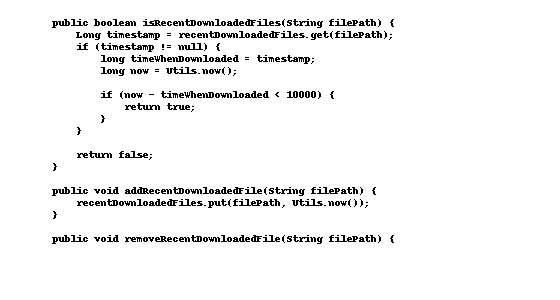 public boolean isRecentDownloadedFiles(String filePath) {
Long timestamp = recentDownloadedFiles.get(filePath);
if (timestamp != null) {
long timeWhenDownloaded = timestamp;
long now = Utils.now();
if (now - timeWhenDownloaded < 10000) {
return true;
}
}
return false;
}
public void addRecentDownloadedFile(String filePath) {
recentDownloadedFiles.put(filePath, Utils.now());
}
public void removeRecentDownloadedFile(String filePath) {